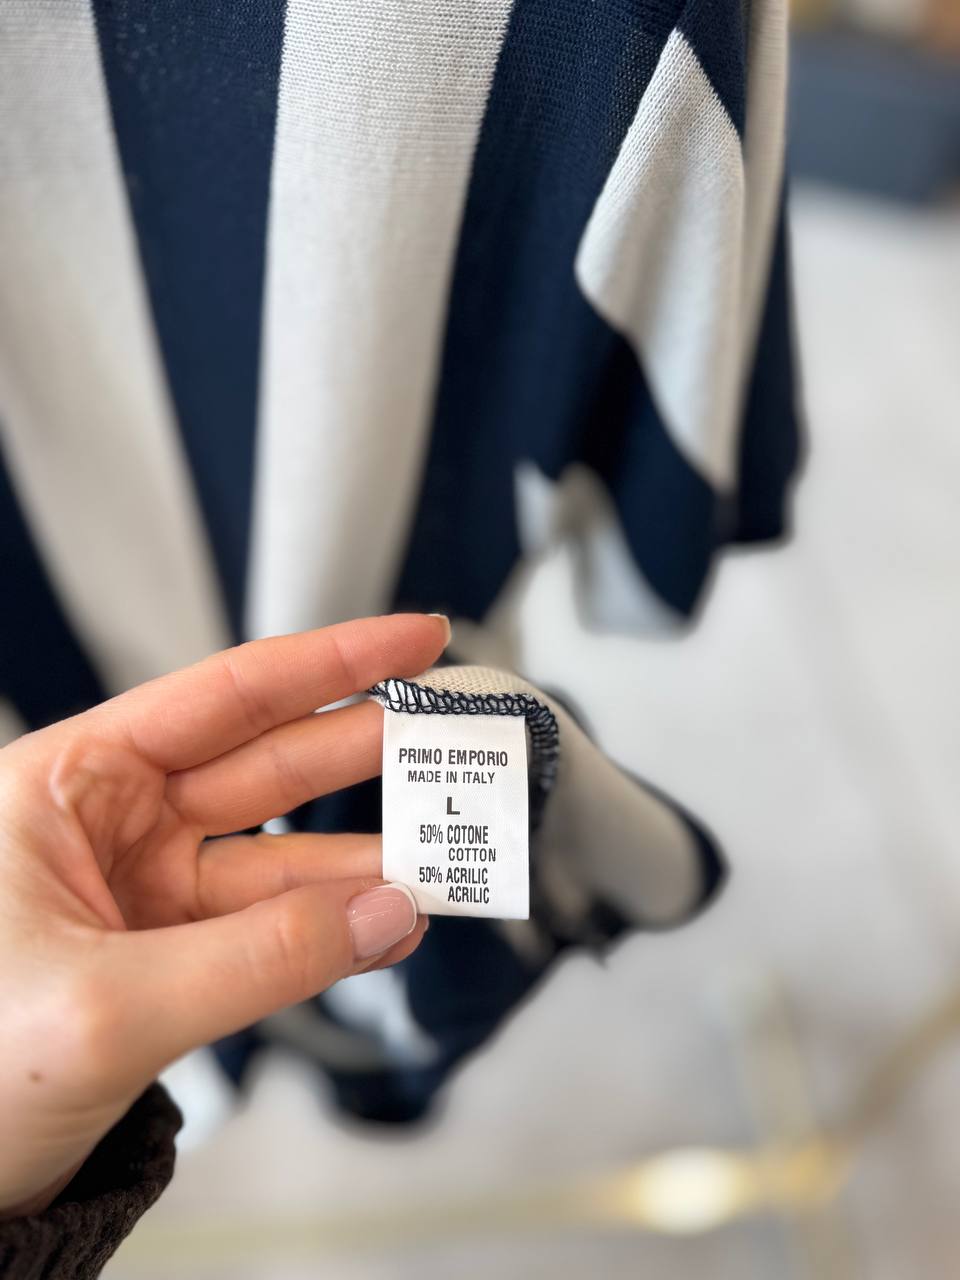 PRIMO EMPORIO
MADE IN ITALY
L
50% COTONE
COTTON
50% ACRILIC
ACRILIC